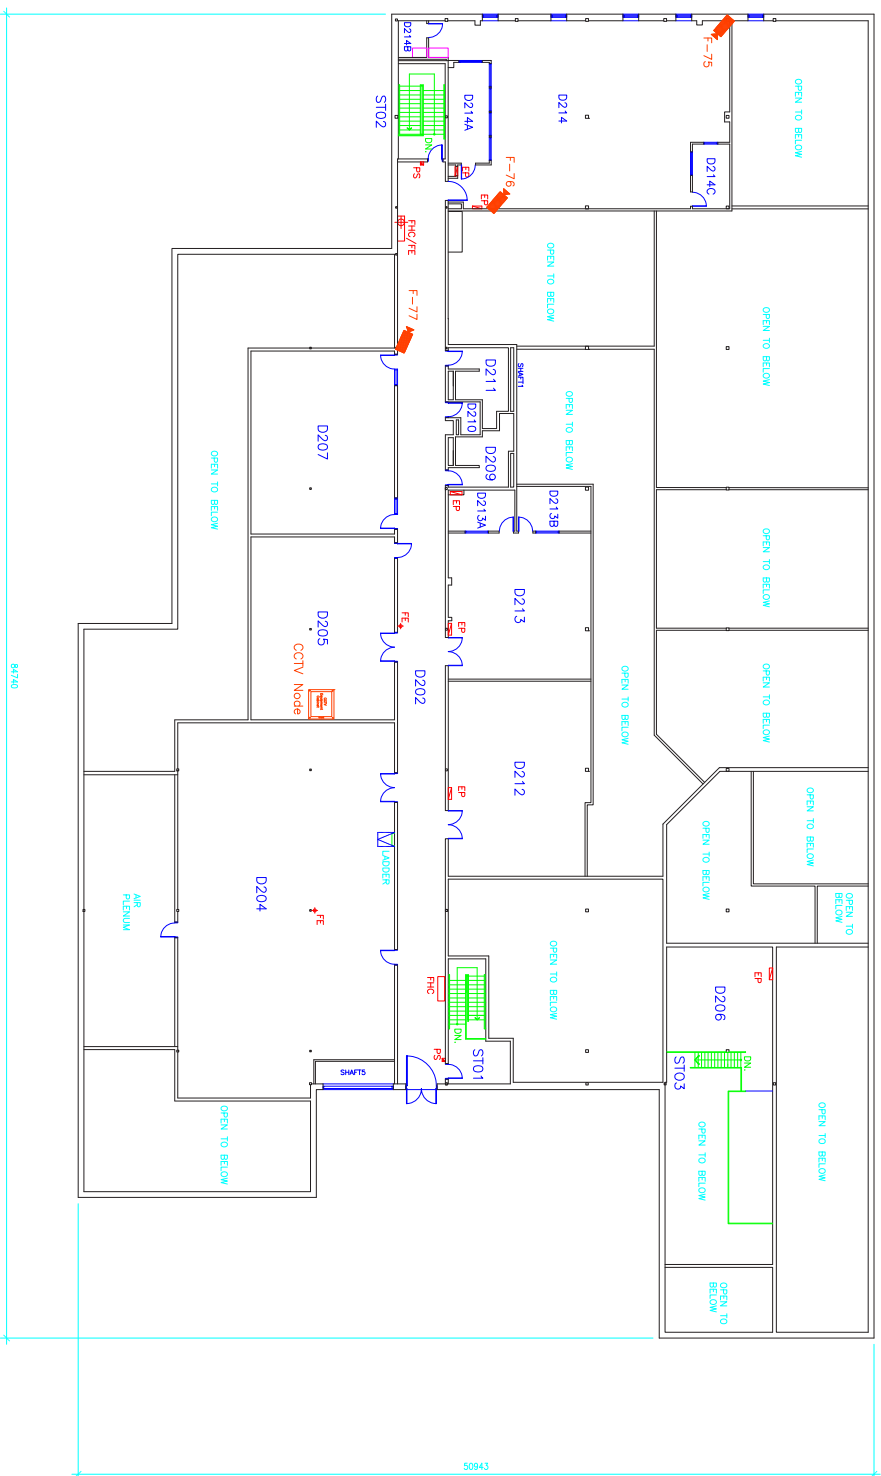 D214B
F-75
OPEN TO BELOW
ST02
DN.
D214A
D214
D214C
PS
EP
F-76
EP
FHC/FE
OPEN TO BELOW
OPEN TO BELOW
F-77
D211
SHAFT1
D210
D209
OPEN TO BELOW
D207
OPEN TO BELOW
EP
D213A
D213B
OPEN TO BELOW
D213
FE
EP
D205
CCTV Node
D202
84740
OPEN TO BELOW
OPEN TO BELOW
D212
EP
OPEN TO BELOW
OPEN TO BELOW
LADDER
D204
FE
AIR
PLENUM
OPEN TO
BELOW
OPEN TO BELOW
FHC
EP
D206
DN.
PS
ST01
SHAFT5
ST03
DN.
OPEN TO BELOW
OPEN TO BELOW
OPEN TO BELOW
OPEN TO
BELOW
50943